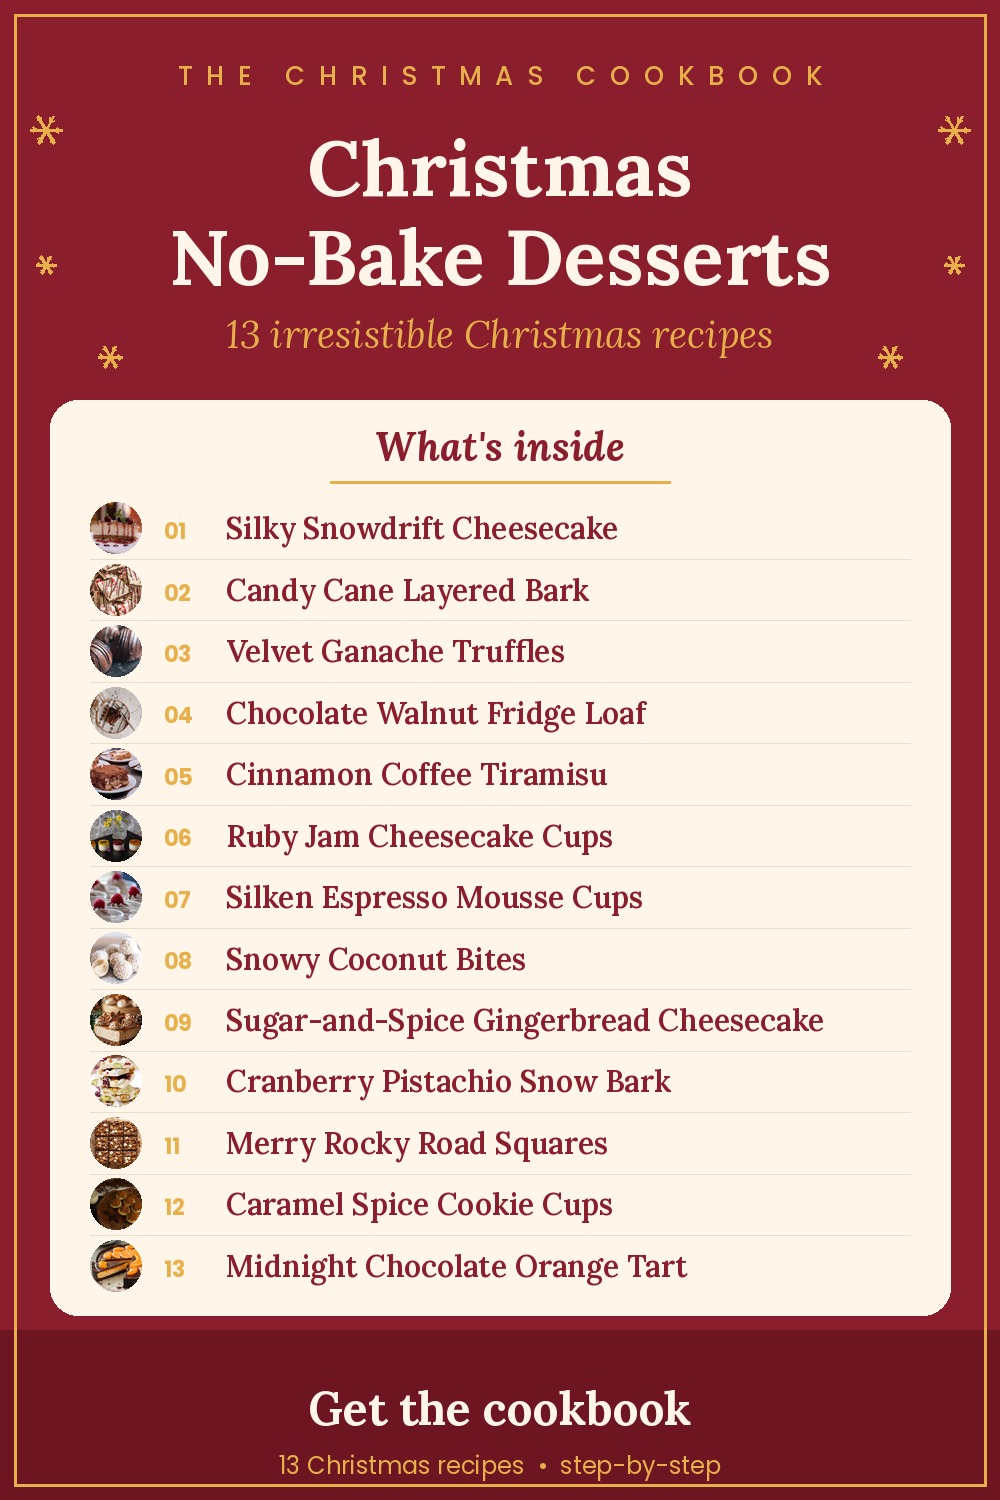 THE CHRISTMAS COOKBOOK
Christmas
No-Bake Desserts
13 irresistible Christmas recipes
What's inside
01 Silky Snowdrift Cheesecake
02 Candy Cane Layered Bark
03 Velvet Ganache Truffles
04 Chocolate Walnut Fridge Loaf
05 Cinnamon Coffee Tiramisu
06 Ruby Jam Cheesecake Cups
07 Silken Espresso Mousse Cups
08 Snowy Coconut Bites
09 Sugar-and-Spice Gingerbread Cheesecake
10 Cranberry Pistachio Snow Bark
11 Merry Rocky Road Squares
12 Caramel Spice Cookie Cups
13 Midnight Chocolate Orange Tart
Get the cookbook
13 Christmas recipes • step-by-step